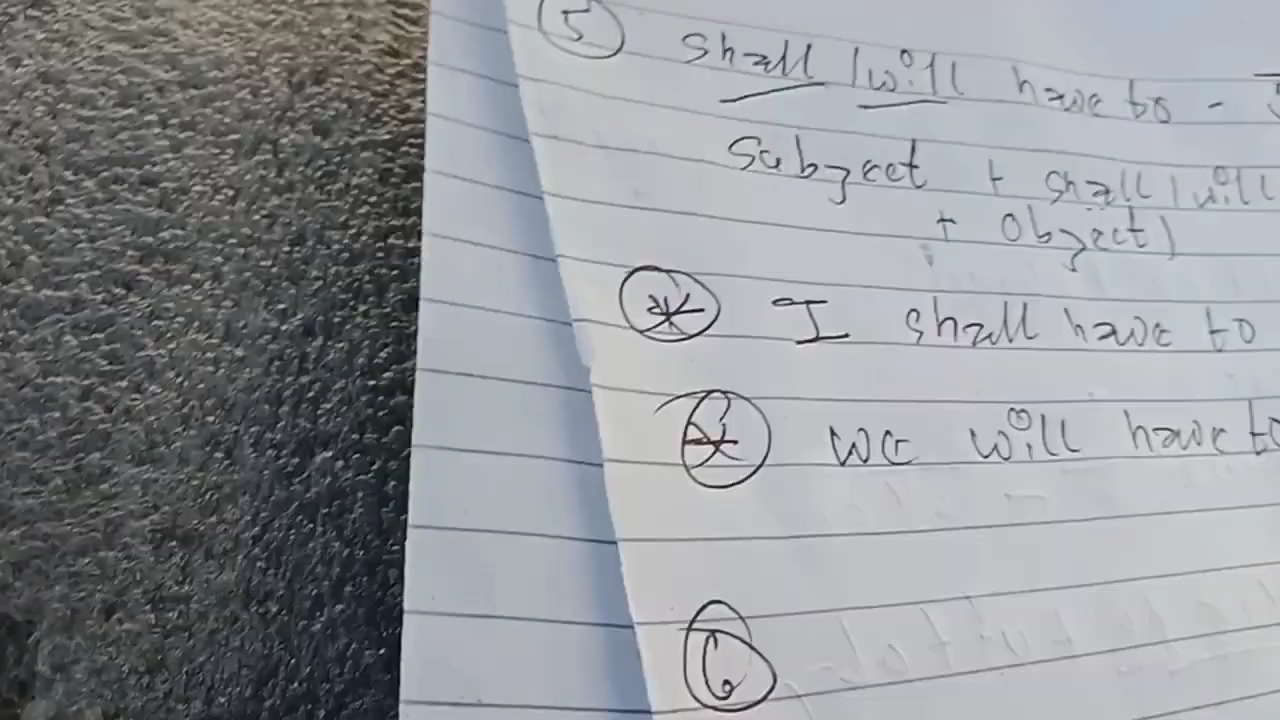 5 shall / will have to -
Subject + shall / will
+ Object)
* I shall have to
* we will have to
6